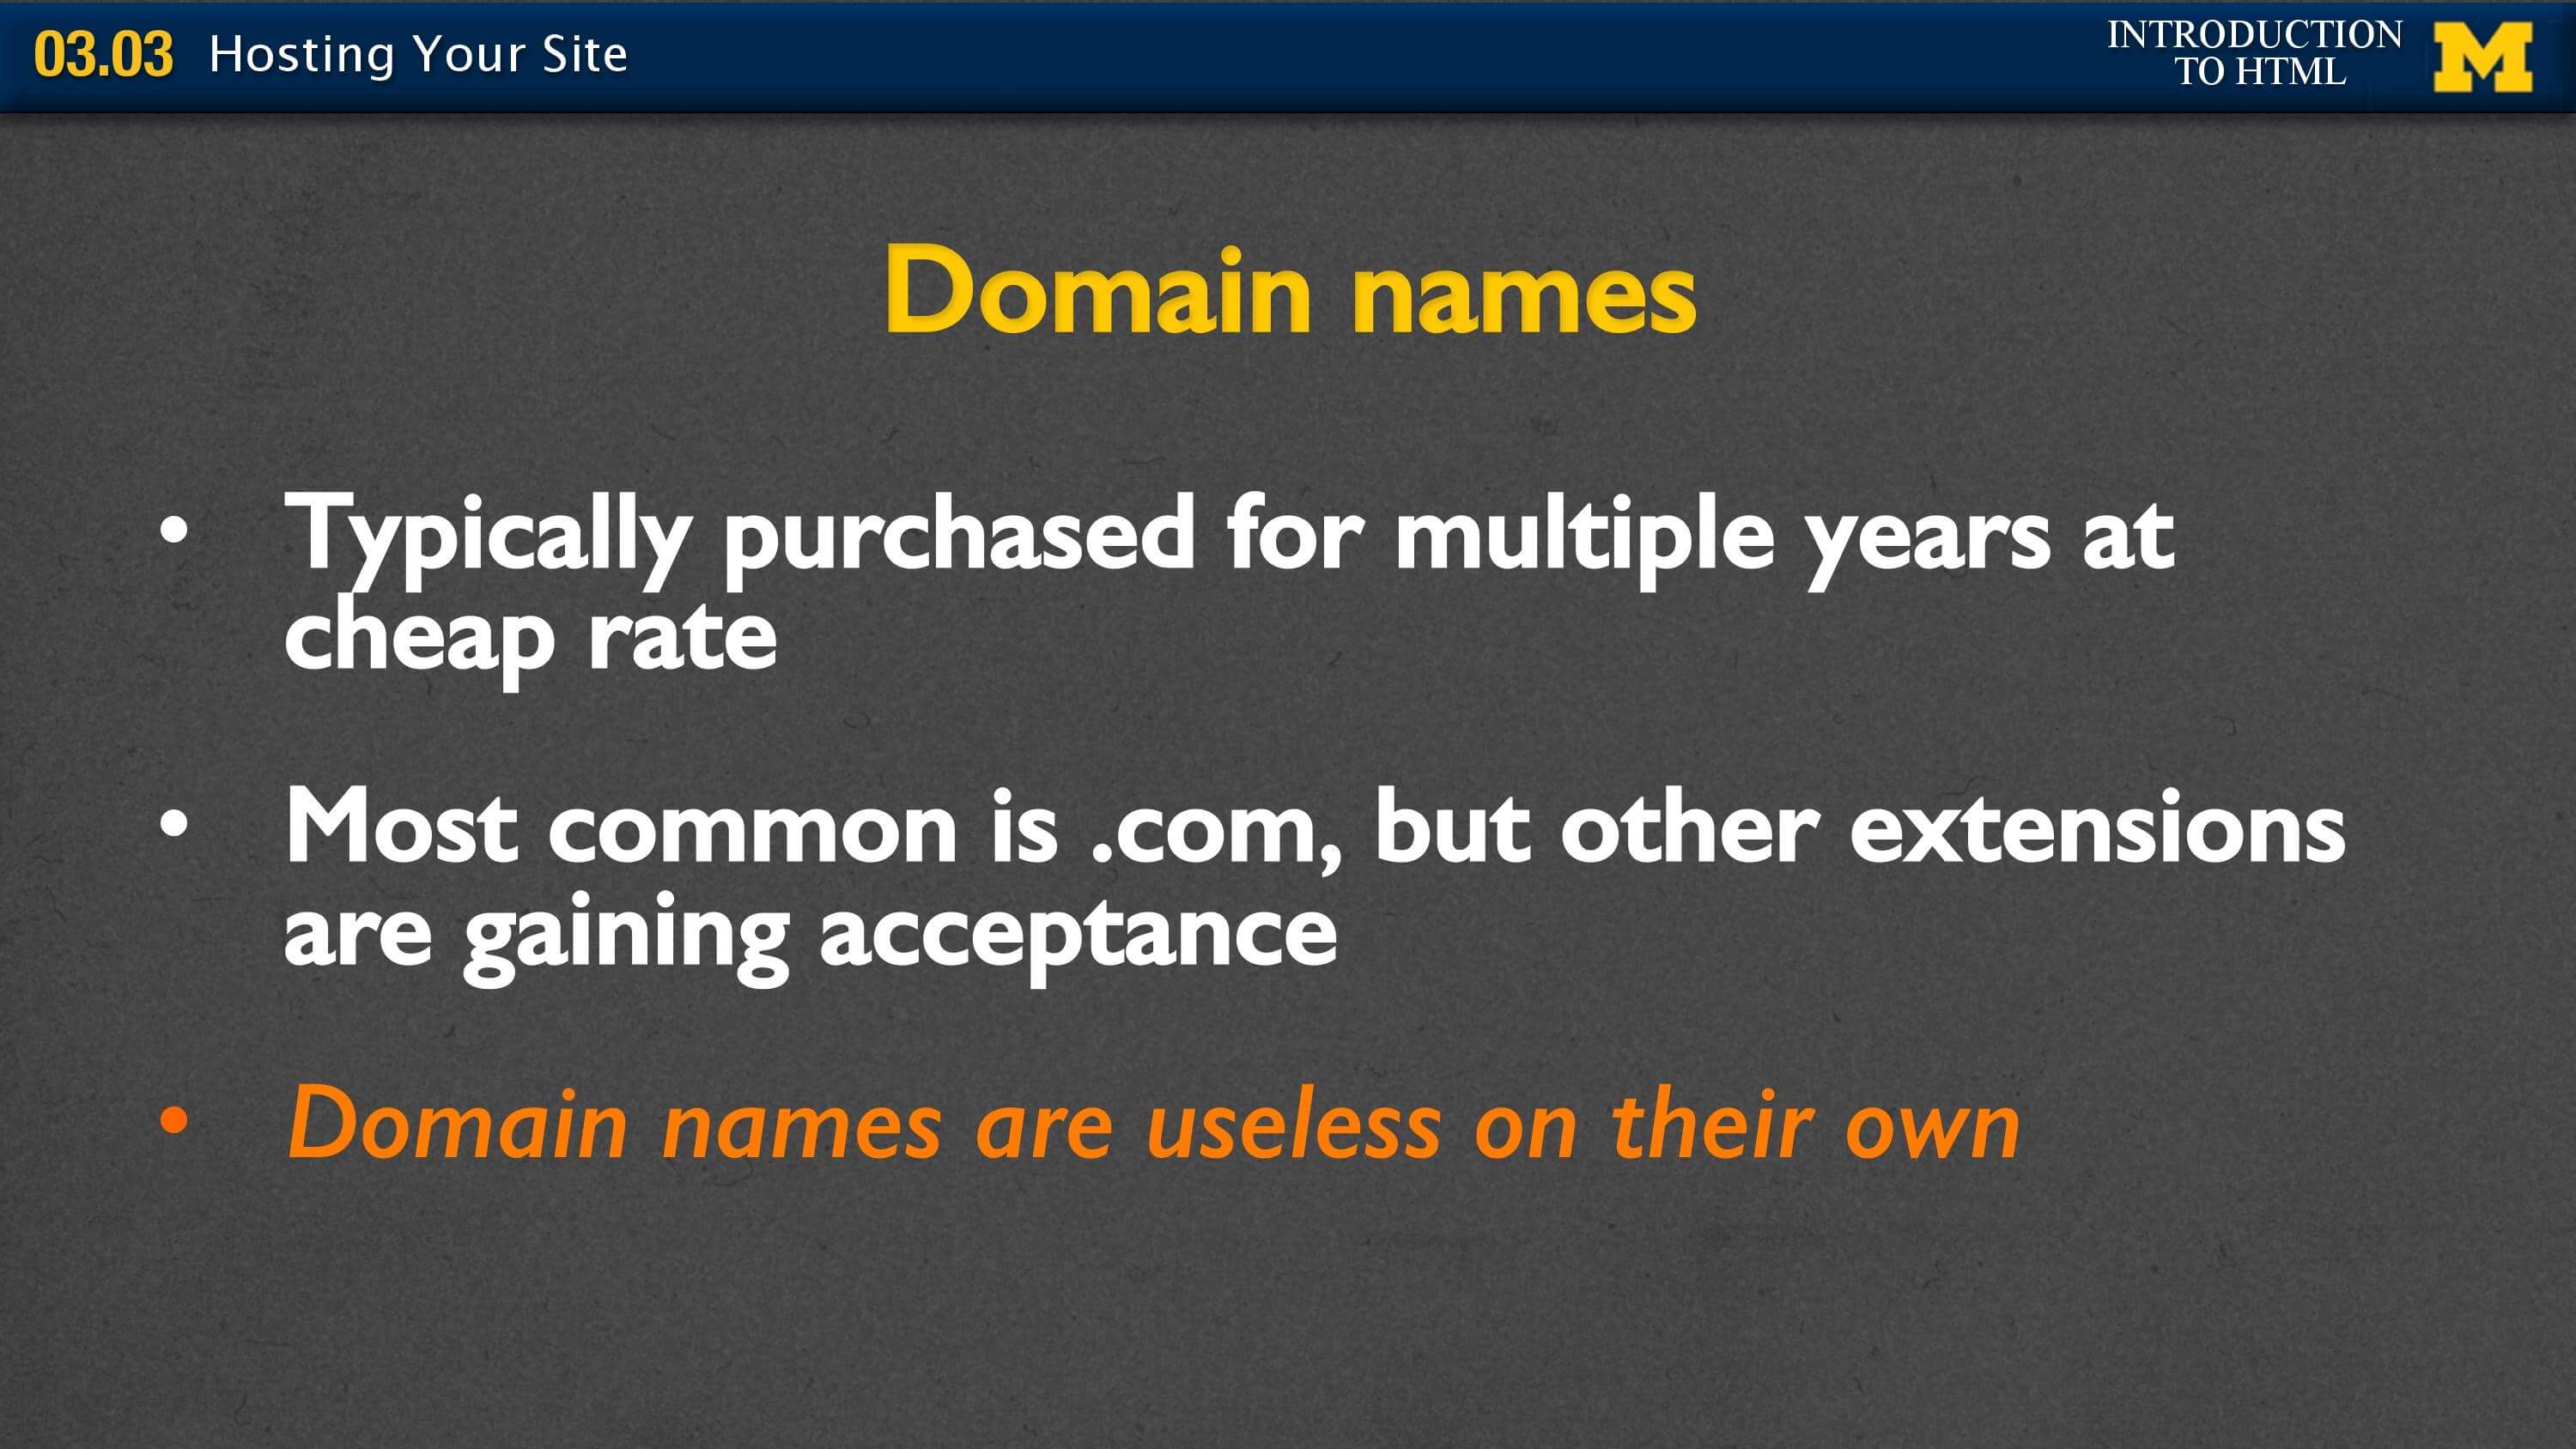 03.03 Hosting Your Site
INTRODUCTION
TO HTML
M
Domain names
• Typically purchased for multiple years at
cheap rate
• Most common is .com, but other extensions
are gaining acceptance
• Domain names are useless on their own